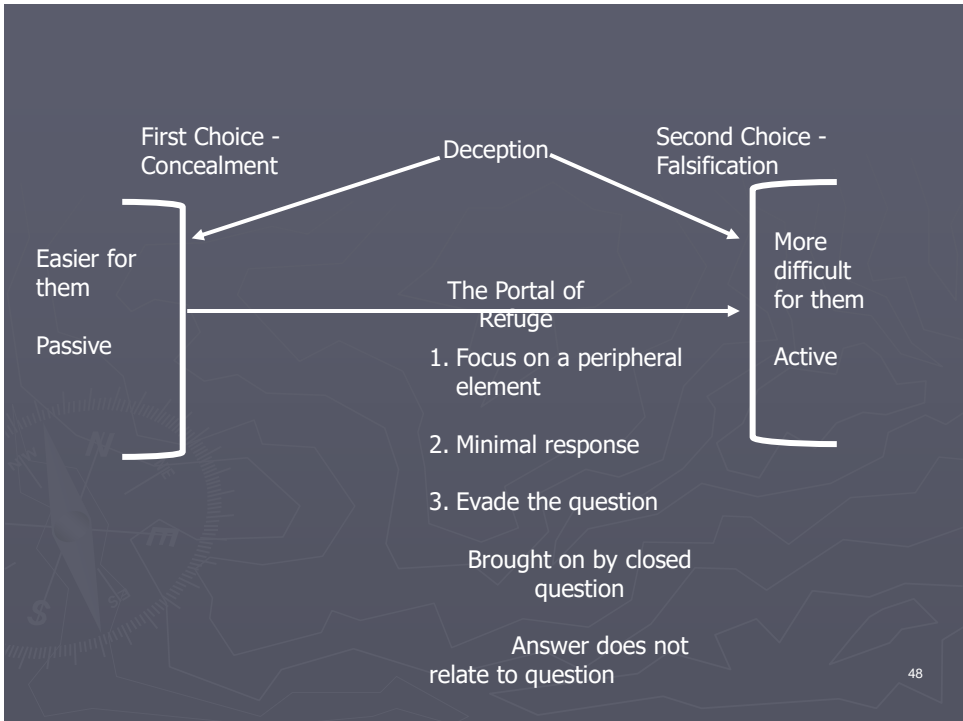 First Choice -
Concealment
Deception
Second Choice -
Falsification
Easier for
them
Passive
The Portal of
Refuge
1. Focus on a peripheral
element
2. Minimal response
3. Evade the question
Brought on by closed
question
Answer does not
relate to question
More
difficult
for them
Active
N
E
S
SE
48